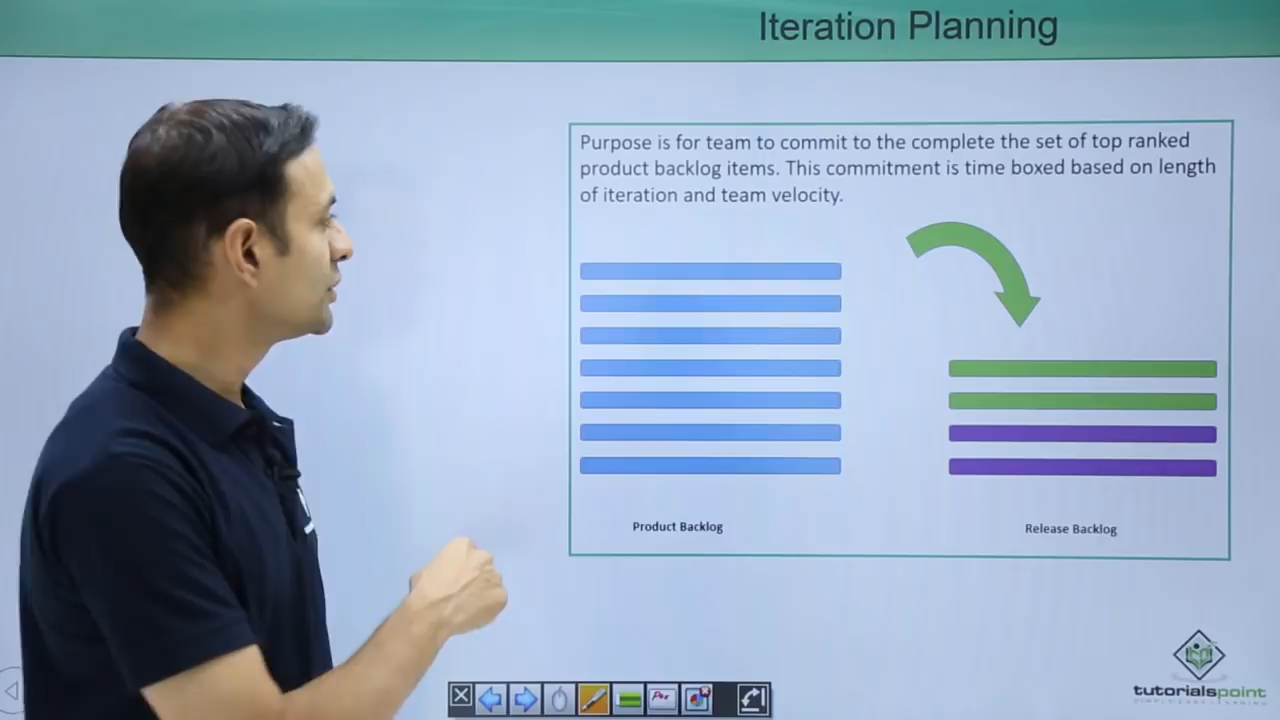 Iteration Planning
Purpose is for team to commit to the complete the set of top ranked
product backlog items. This commitment is time boxed based on length
of iteration and team velocity.
Product Backlog
Release Backlog
tutorialspoint